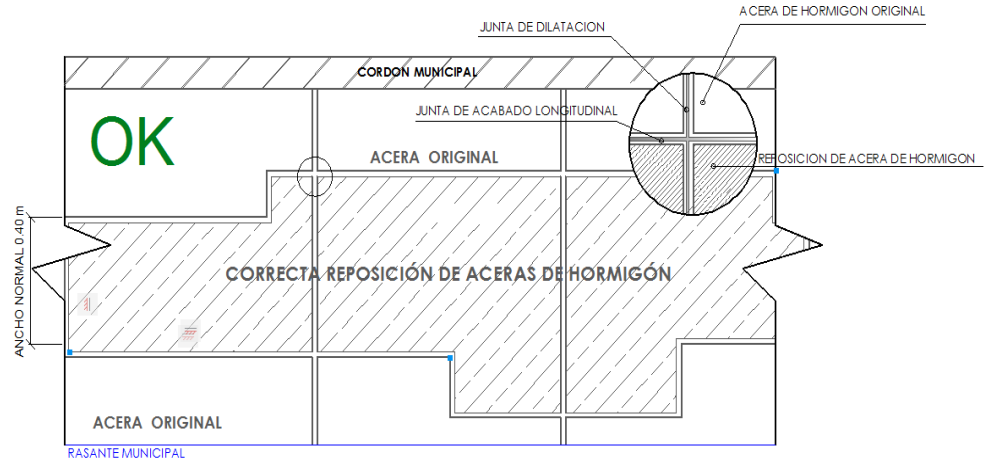 ACERA DE HORMIGON ORIGINAL
JUNTA DE DILATACION
CORDON MUNICIPAL
JUNTA DE ACABADO LONGITUDINAL
OK
ACERA ORIGINAL
REPOSICION DE ACERA DE HORMIGON
ANCHO NORMAL 0.40 m
CORRECTA REPOSICIÓN DE ACERAS DE HORMIGÓN
ACERA ORIGINAL
RASANTE MUNICIPAL